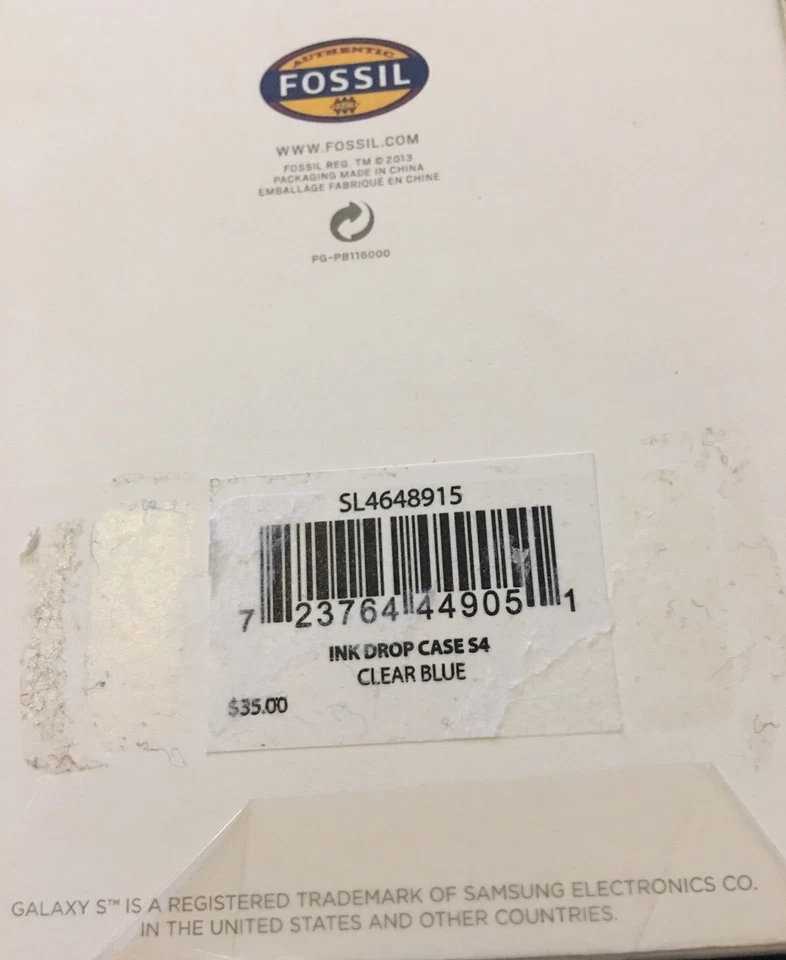 AUTHENTIC
FOSSIL
WWW.FOSSIL.COM
FOSSIL REG. TM © 2013
PACKAGING MADE IN CHINA
EMBALLAGE FABRIQUÉ EN CHINE
PG-PB116000
SL4648915
7 23764 44905 1
INK DROP CASE S4
CLEAR BLUE
$35.00
GALAXY S™ IS A REGISTERED TRADEMARK OF SAMSUNG ELECTRONICS CO.
IN THE UNITED STATES AND OTHER COUNTRIES.